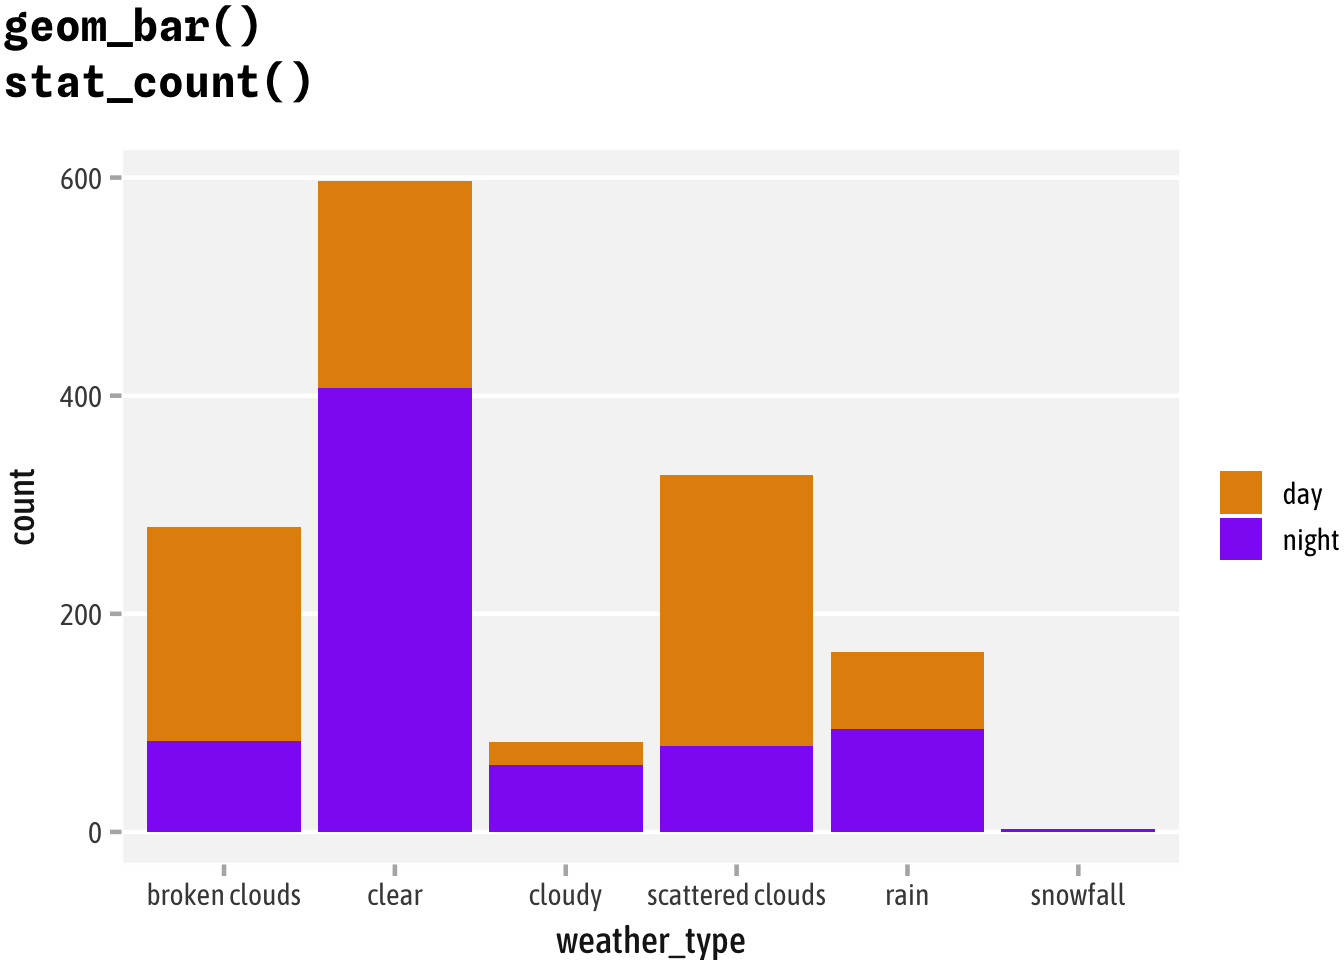 geom_bar()
stat_count()
600
400
200
0
count
broken clouds
clear
cloudy
scattered clouds
rain
snowfall
weather_type
day
night